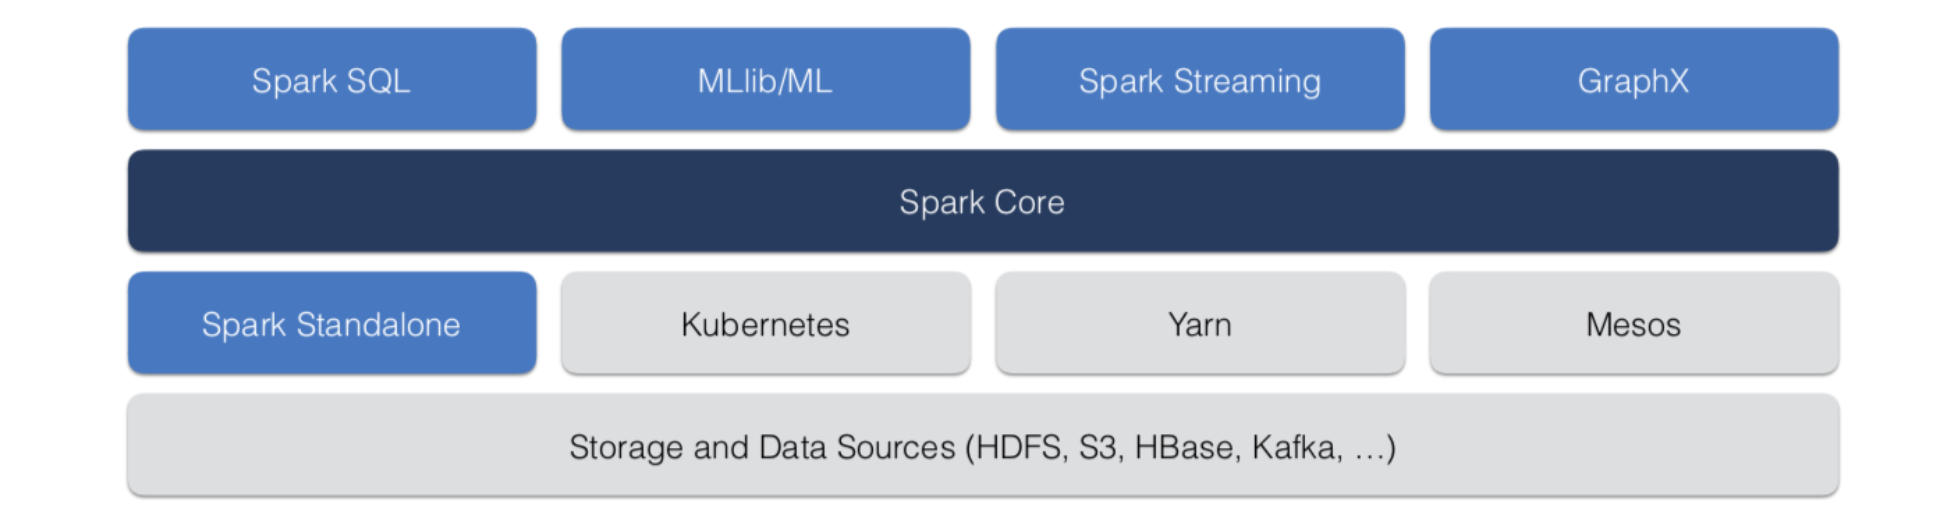 Spark SQL
MLlib/ML
Spark Streaming
GraphX
Spark Core
Spark Standalone
Kubernetes
Yarn
Mesos
Storage and Data Sources (HDFS, S3, HBase, Kafka, …)